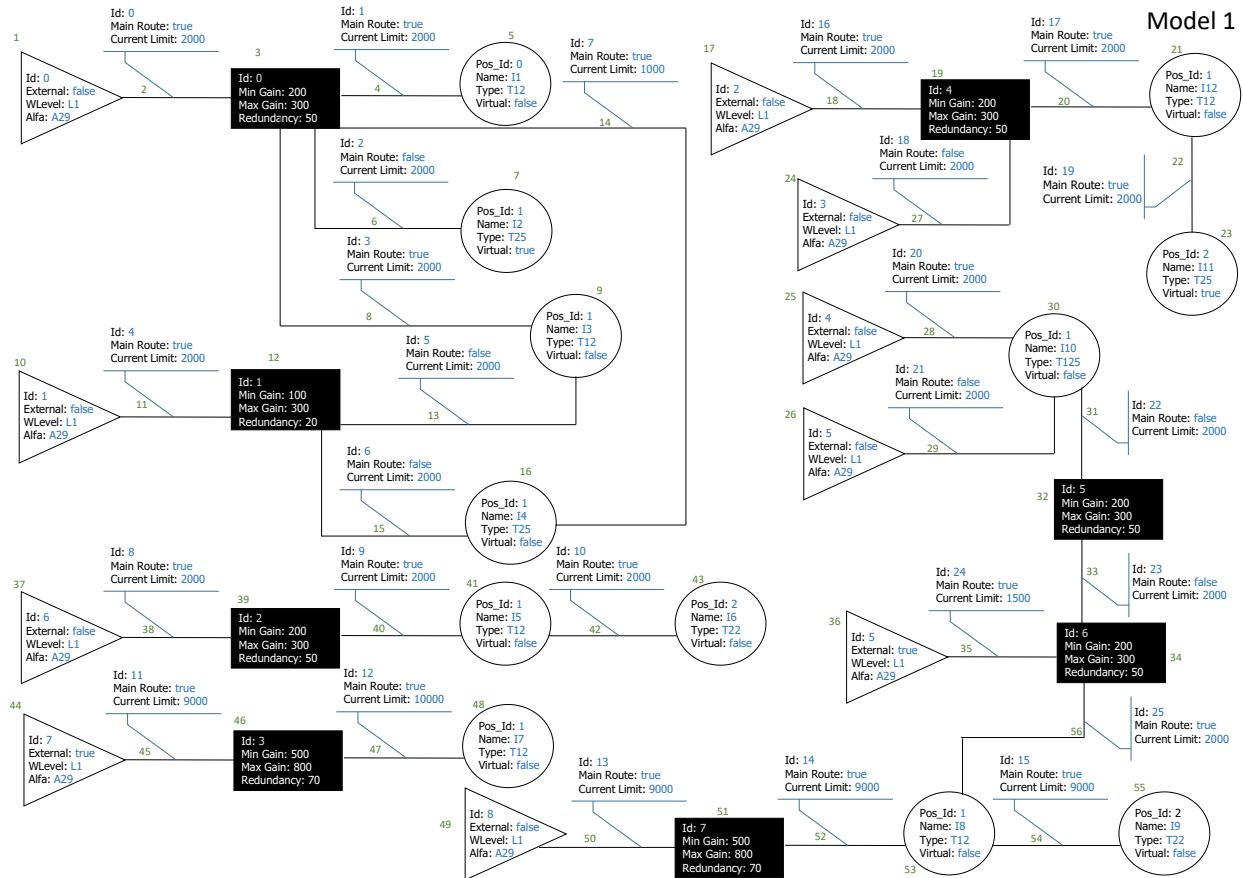 Model 1
1
Id: 0
External: false
WLevel: L1
Alfa: A29
Id: 0
Main Route: true
Current Limit: 2000
2
3
Id: 0
Min Gain: 200
Max Gain: 300
Redundancy: 50
Id: 1
Main Route: true
Current Limit: 2000
4
5
Pos_Id: 0
Name: I1
Type: T12
Virtual: false
Id: 7
Main Route: true
Current Limit: 1000
14
Id: 2
Main Route: false
Current Limit: 2000
6
7
Pos_Id: 1
Name: I2
Type: T25
Virtual: true
Id: 3
Main Route: true
Current Limit: 2000
8
9
Pos_Id: 1
Name: I3
Type: T12
Virtual: false
10
Id: 1
External: false
WLevel: L1
Alfa: A29
Id: 4
Main Route: true
Current Limit: 2000
11
12
Id: 1
Min Gain: 100
Max Gain: 300
Redundancy: 20
Id: 5
Main Route: false
Current Limit: 2000
13
Id: 6
Main Route: false
Current Limit: 2000
15
16
Pos_Id: 1
Name: I4
Type: T25
Virtual: false
17
Id: 2
External: false
WLevel: L1
Alfa: A29
Id: 16
Main Route: true
Current Limit: 2000
18
19
Id: 4
Min Gain: 200
Max Gain: 300
Redundancy: 50
Id: 17
Main Route: true
Current Limit: 2000
20
21
Pos_Id: 1
Name: I12
Type: T12
Virtual: false
22
Id: 19
Main Route: true
Current Limit: 2000
23
Pos_Id: 2
Name: I11
Type: T25
Virtual: true
24
Id: 3
External: false
WLevel: L1
Alfa: A29
Id: 18
Main Route: false
Current Limit: 2000
27
25
Id: 4
External: false
WLevel: L1
Alfa: A29
Id: 20
Main Route: true
Current Limit: 2000
28
26
Id: 5
External: false
WLevel: L1
Alfa: A29
Id: 21
Main Route: false
Current Limit: 2000
29
30
Pos_Id: 1
Name: I10
Type: T125
Virtual: false
31
Id: 22
Main Route: false
Current Limit: 2000
32
Id: 5
Min Gain: 200
Max Gain: 300
Redundancy: 50
33
Id: 23
Main Route: false
Current Limit: 2000
34
Id: 6
Min Gain: 200
Max Gain: 300
Redundancy: 50
Id: 24
Main Route: true
Current Limit: 1500
35
36
Id: 5
External: true
WLevel: L1
Alfa: A29
56
Id: 25
Main Route: true
Current Limit: 2000
37
Id: 6
External: false
WLevel: L1
Alfa: A29
Id: 8
Main Route: true
Current Limit: 2000
38
39
Id: 2
Min Gain: 200
Max Gain: 300
Redundancy: 50
Id: 9
Main Route: true
Current Limit: 2000
40
41
Pos_Id: 1
Name: I5
Type: T12
Virtual: false
Id: 10
Main Route: true
Current Limit: 2000
42
43
Pos_Id: 2
Name: I6
Type: T22
Virtual: false
44
Id: 7
External: true
WLevel: L1
Alfa: A29
Id: 11
Main Route: true
Current Limit: 9000
45
46
Id: 3
Min Gain: 500
Max Gain: 800
Redundancy: 70
Id: 12
Main Route: true
Current Limit: 10000
47
48
Pos_Id: 1
Name: I7
Type: T12
Virtual: false
49
Id: 8
External: false
WLevel: L1
Alfa: A29
Id: 13
Main Route: true
Current Limit: 9000
50
51
Id: 7
Min Gain: 500
Max Gain: 800
Redundancy: 70
Id: 14
Main Route: true
Current Limit: 9000
52
53
Pos_Id: 1
Name: I8
Type: T12
Virtual: false
Id: 15
Main Route: true
Current Limit: 9000
54
55
Pos_Id: 2
Name: I9
Type: T22
Virtual: false